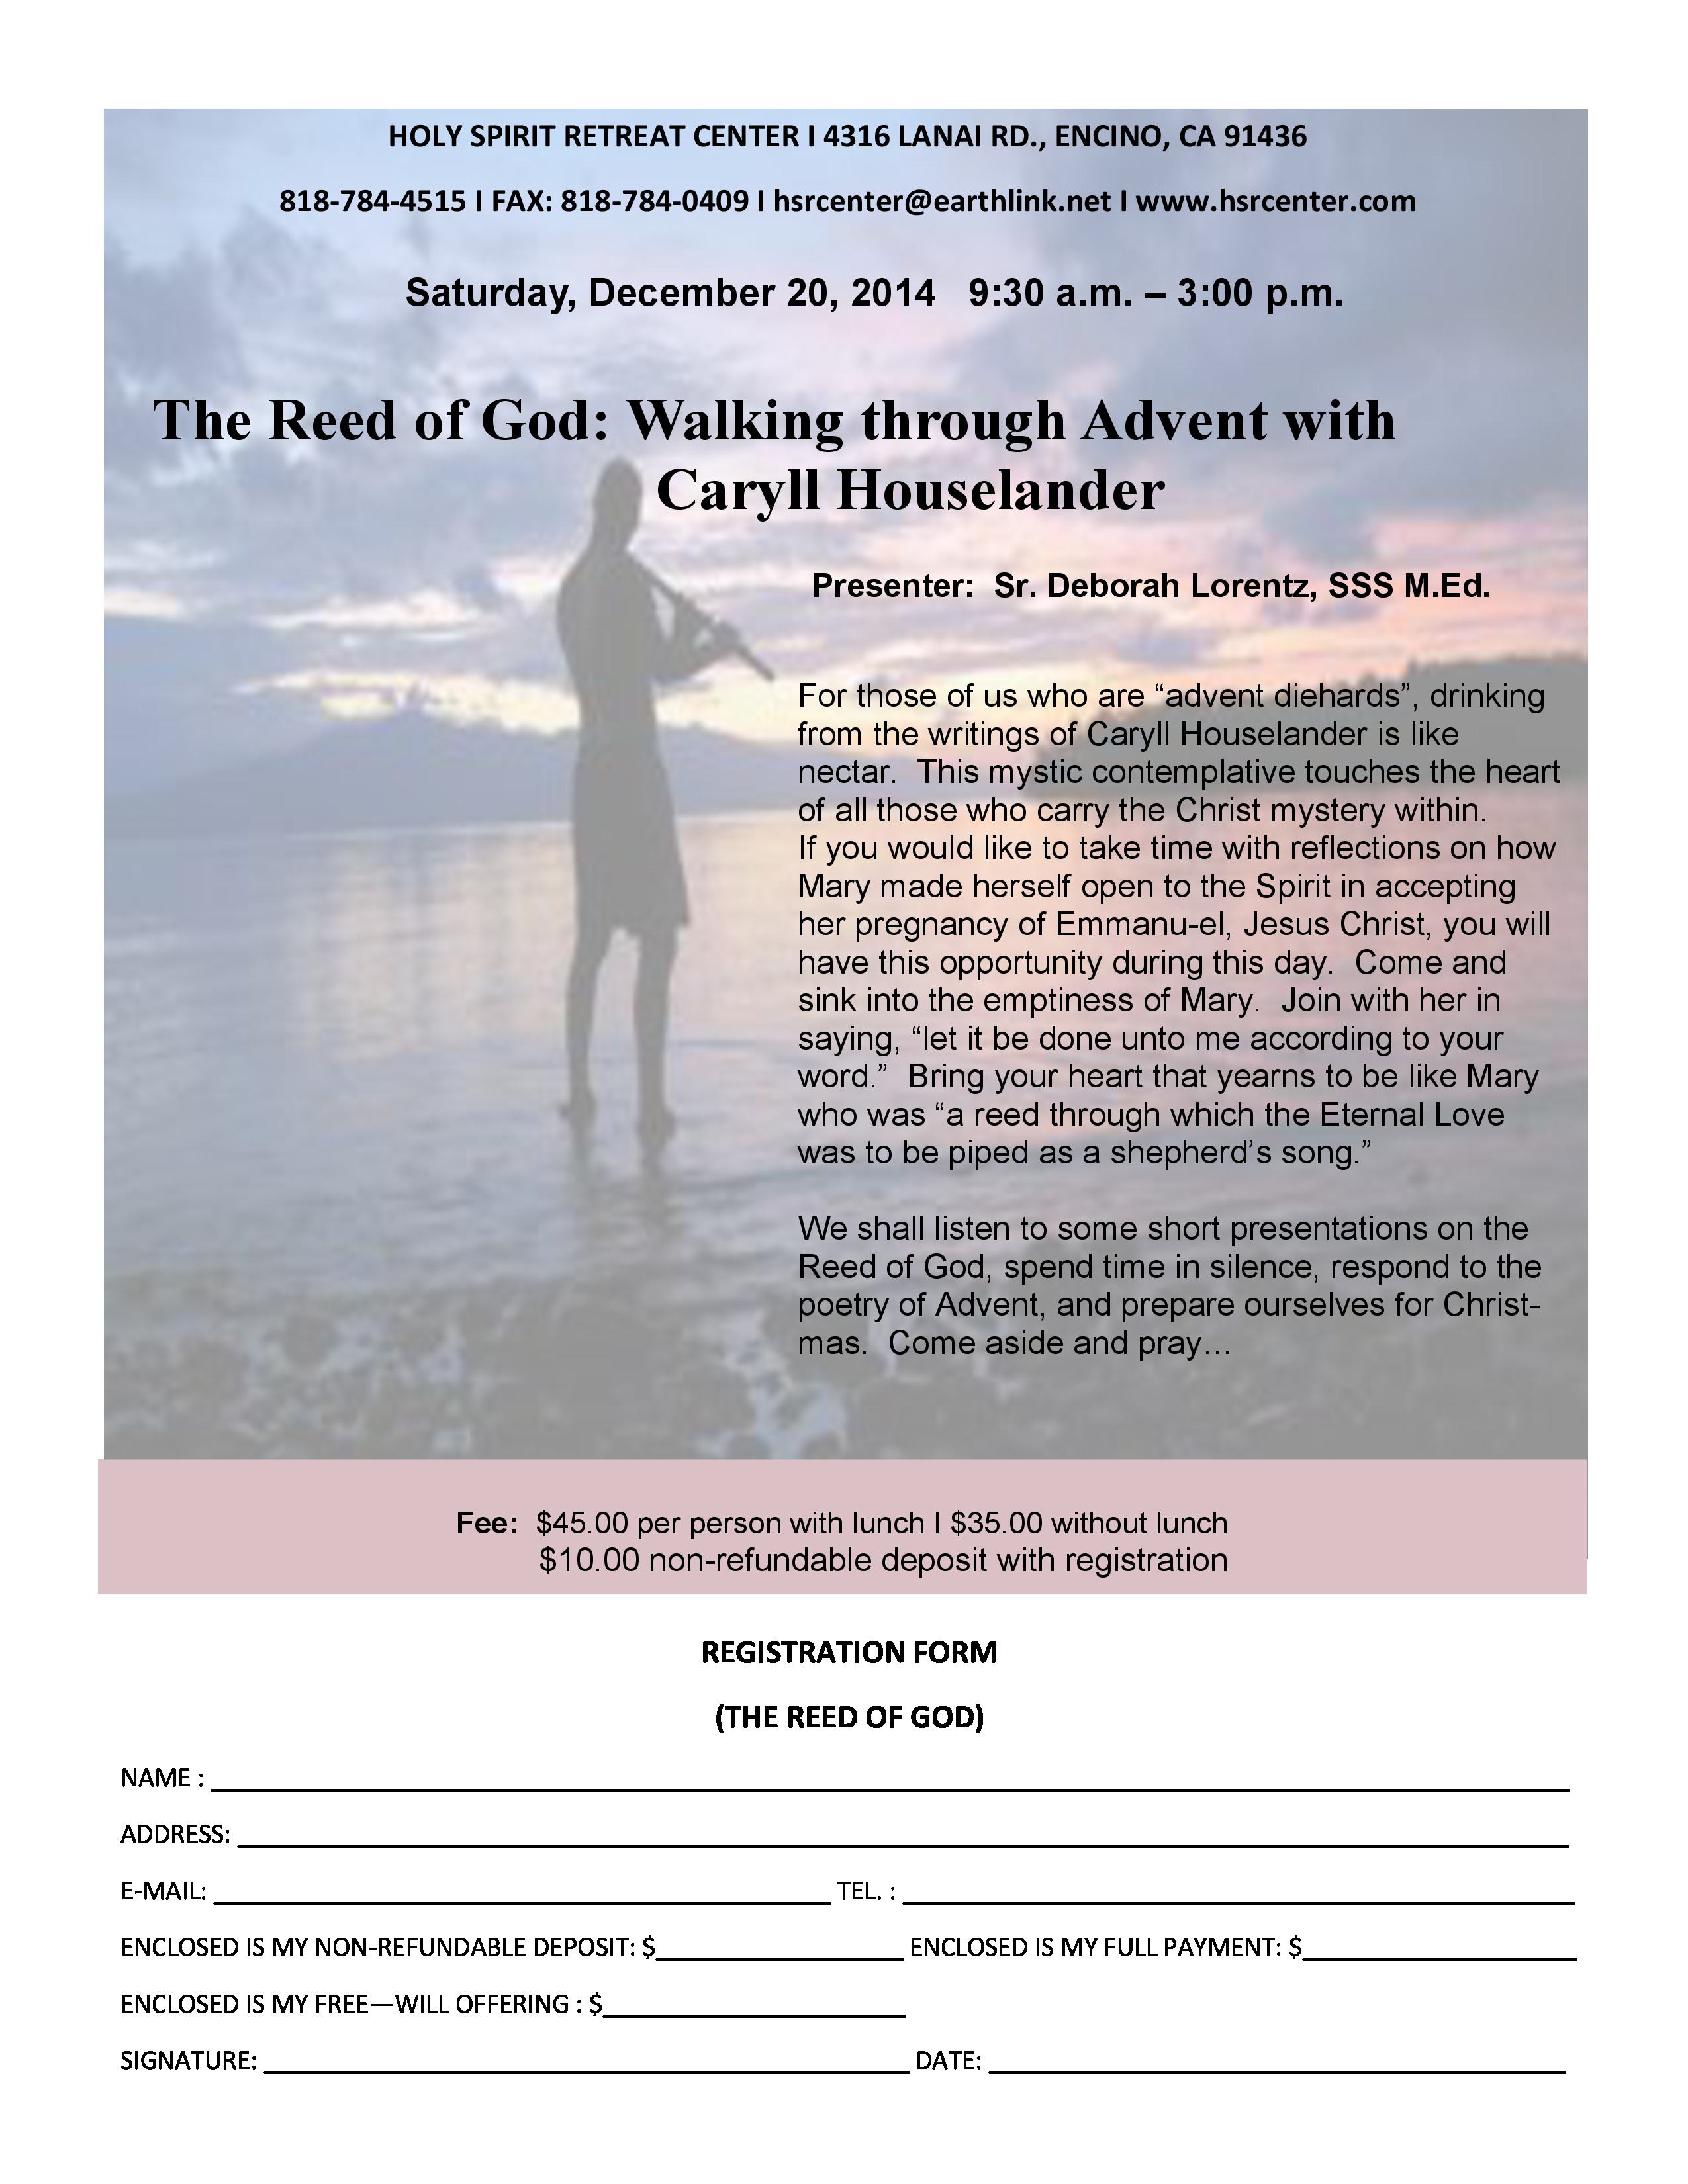 HOLY SPIRIT RETREAT CENTER I 4316 LANAI RD., ENCINO, CA 91436
818-784-4515 I FAX: 818-784-0409 I hsrcenter@earthlink.net I www.hsrcenter.com
Saturday, December 20, 2014 9:30 a.m. – 3:00 p.m.
The Reed of God: Walking through Advent with
Caryll Houselander
Presenter: Sr. Deborah Lorentz, SSS M.Ed.
For those of us who are “advent diehards”, drinking
from the writings of Caryll Houselander is like
nectar. This mystic contemplative touches the heart
of all those who carry the Christ mystery within.
If you would like to take time with reflections on how
Mary made herself open to the Spirit in accepting
her pregnancy of Emmanu-el, Jesus Christ, you will
have this opportunity during this day. Come and
sink into the emptiness of Mary. Join with her in
saying, “let it be done unto me according to your
word.” Bring your heart that yearns to be like Mary
who was “a reed through which the Eternal Love
was to be piped as a shepherd’s song.”
We shall listen to some short presentations on the
Reed of God, spend time in silence, respond to the
poetry of Advent, and prepare ourselves for Christ-
mas. Come aside and pray…
Fee: $45.00 per person with lunch I $35.00 without lunch
$10.00 non-refundable deposit with registration
REGISTRATION FORM
(THE REED OF GOD)
NAME :
ADDRESS:
E-MAIL: TEL. :
ENCLOSED IS MY NON-REFUNDABLE DEPOSIT: $ ENCLOSED IS MY FULL PAYMENT: $
ENCLOSED IS MY FREE—WILL OFFERING : $
SIGNATURE: DATE: